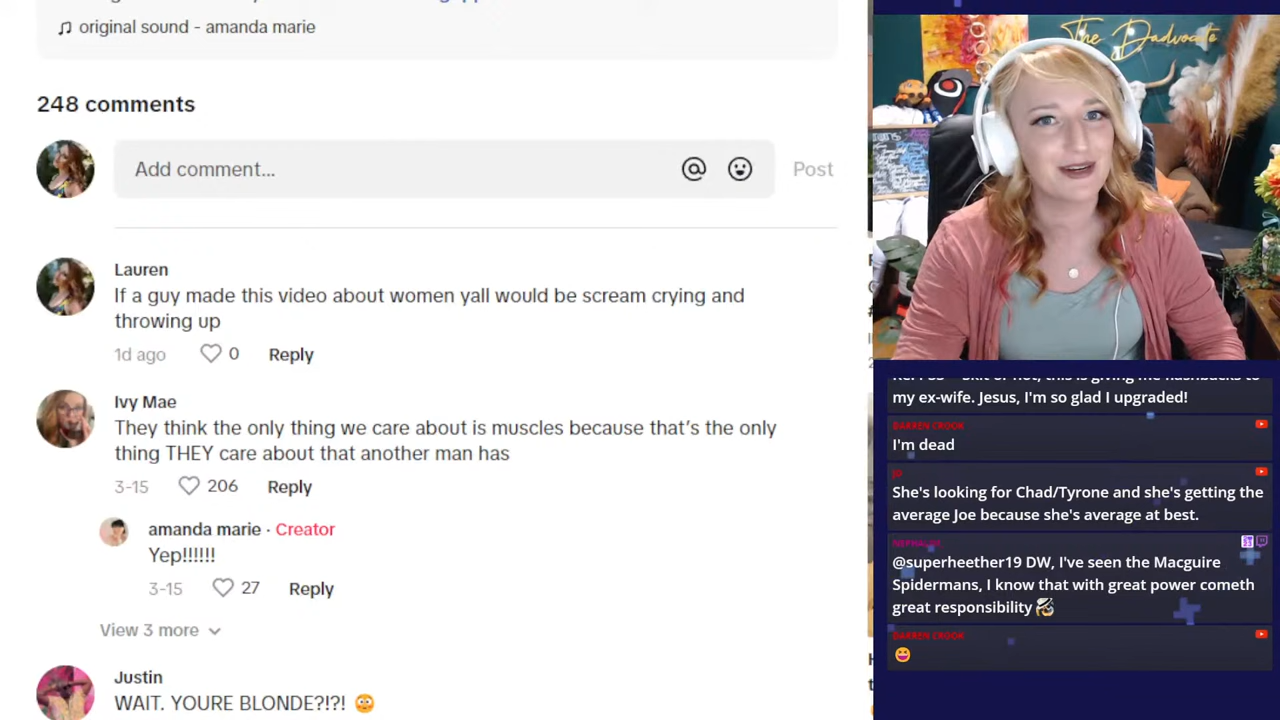 original sound - amanda marie
248 comments
Add comment...
Post
Lauren
If a guy made this video about women yall would be scream crying and
throwing up
1d ago
0
Reply
Ivy Mae
They think the only thing we care about is muscles because that's the only
thing THEY care about that another man has
3-15
206
Reply
amanda marie · Creator
Yep!!!!!!
3-15
27
Reply
View 3 more
Justin
WAIT. YOURE BLONDE?!?! 😳
The Dadvocate
my ex-wife. Jesus, I'm so glad I upgraded!
DARREN CROOK
I'm dead
JP
She's looking for Chad/Tyrone and she's getting the
average Joe because she's average at best.
@superheether19 DW, I've seen the Macguire
Spidermans, I know that with great power cometh
great responsibility
DARREN CROOK
😆